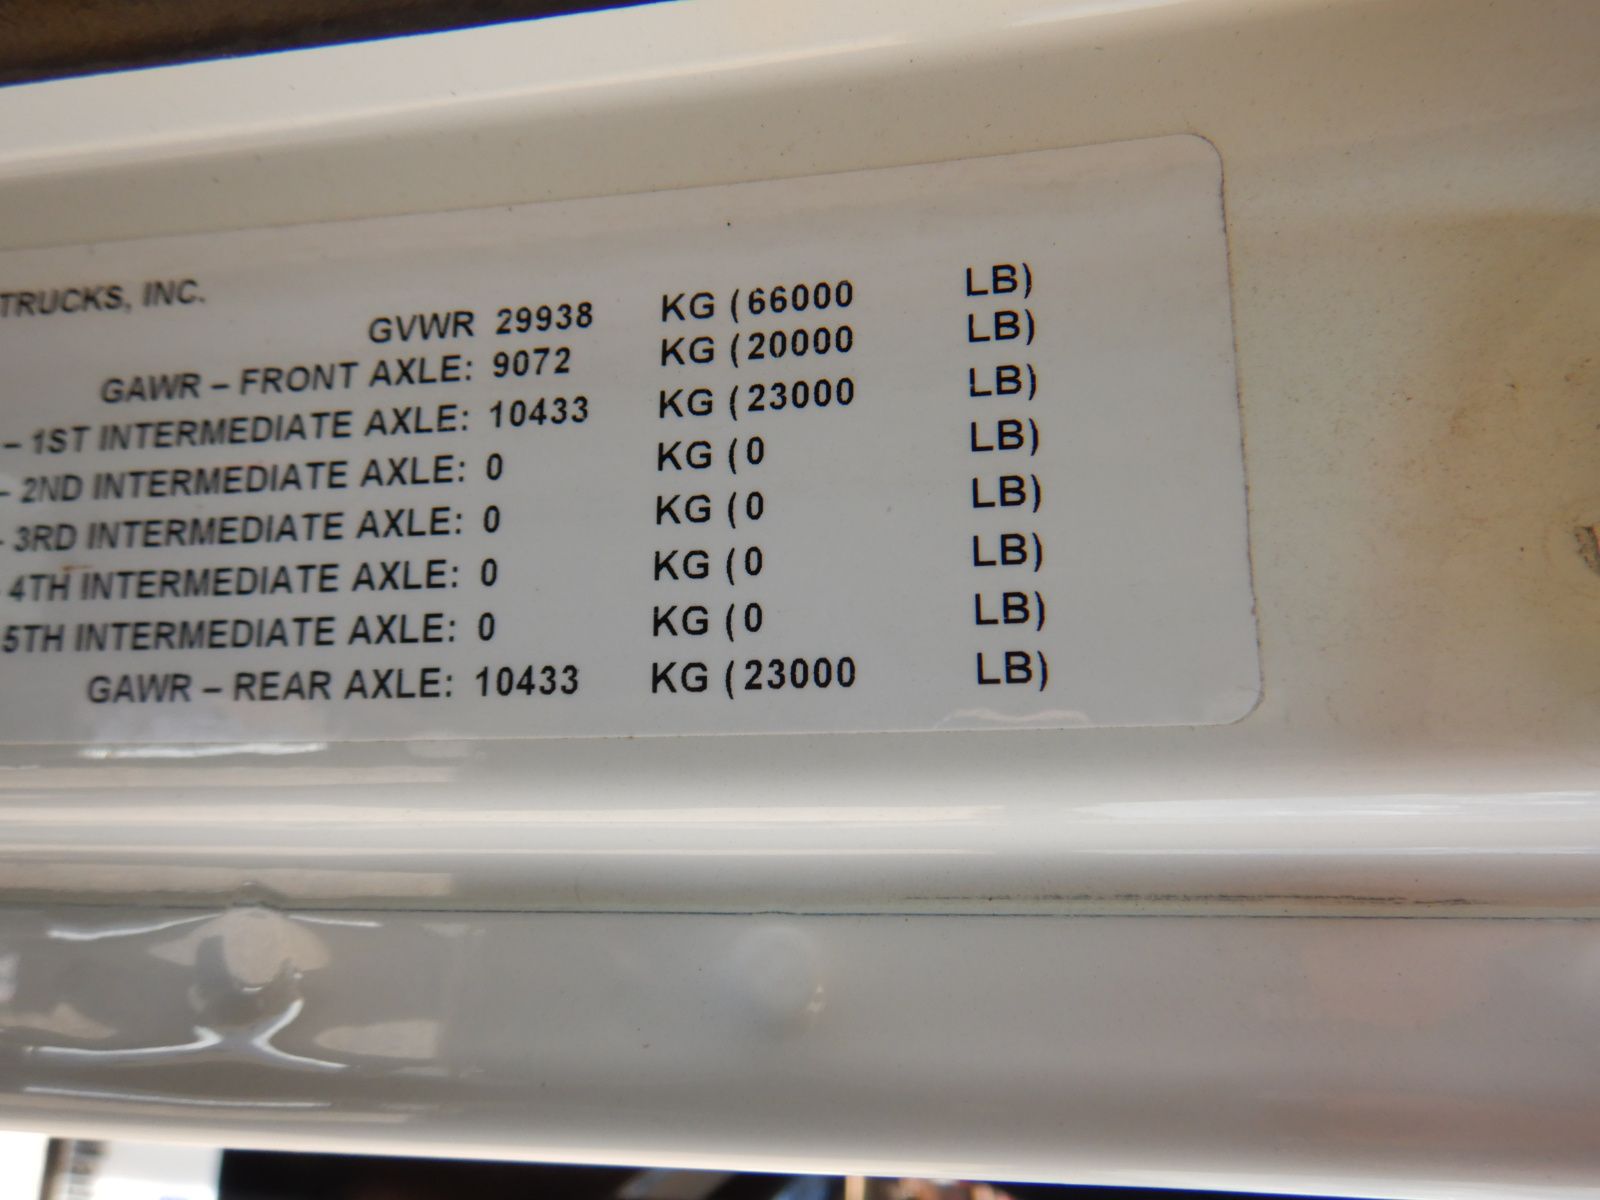 TRUCKS, INC.
GVWR 29938 KG (66000 LB)
GAWR – FRONT AXLE: 9072 KG (20000 LB)
– 1ST INTERMEDIATE AXLE: 10433 KG (23000 LB)
– 2ND INTERMEDIATE AXLE: 0 KG (0 LB)
- 3RD INTERMEDIATE AXLE: 0 KG (0 LB)
- 4TH INTERMEDIATE AXLE: 0 KG (0 LB)
5TH INTERMEDIATE AXLE: 0 KG (0 LB)
GAWR – REAR AXLE: 10433 KG (23000 LB)